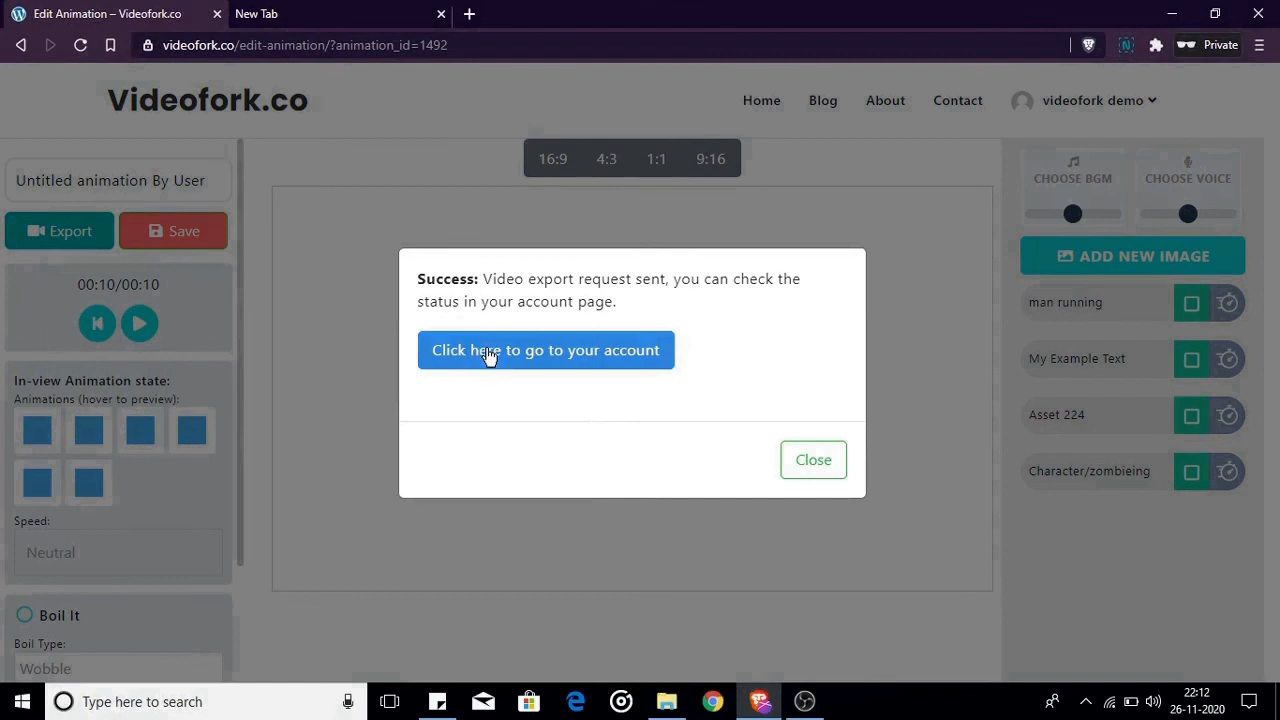 Edit Animation – Videofork.co
New Tab
videofork.co/edit-animation/?animation_id=1492
Private
Videofork.co
Home
Blog
About
Contact
videofork demo
16:9 4:3 1:1 9:16
Untitled animation By User
Export
Save
00:10/00:10
In-view Animation state:
Animations (hover to preview):
Speed:
Neutral
Boil It
Boil Type:
Wobble
Success: Video export request sent, you can check the
status in your account page.
Click here to go to your account
Close
CHOOSE BGM
CHOOSE VOICE
ADD NEW IMAGE
man running
My Example Text
Asset 224
Character/zombieing
Type here to search
22:12
26-11-2020